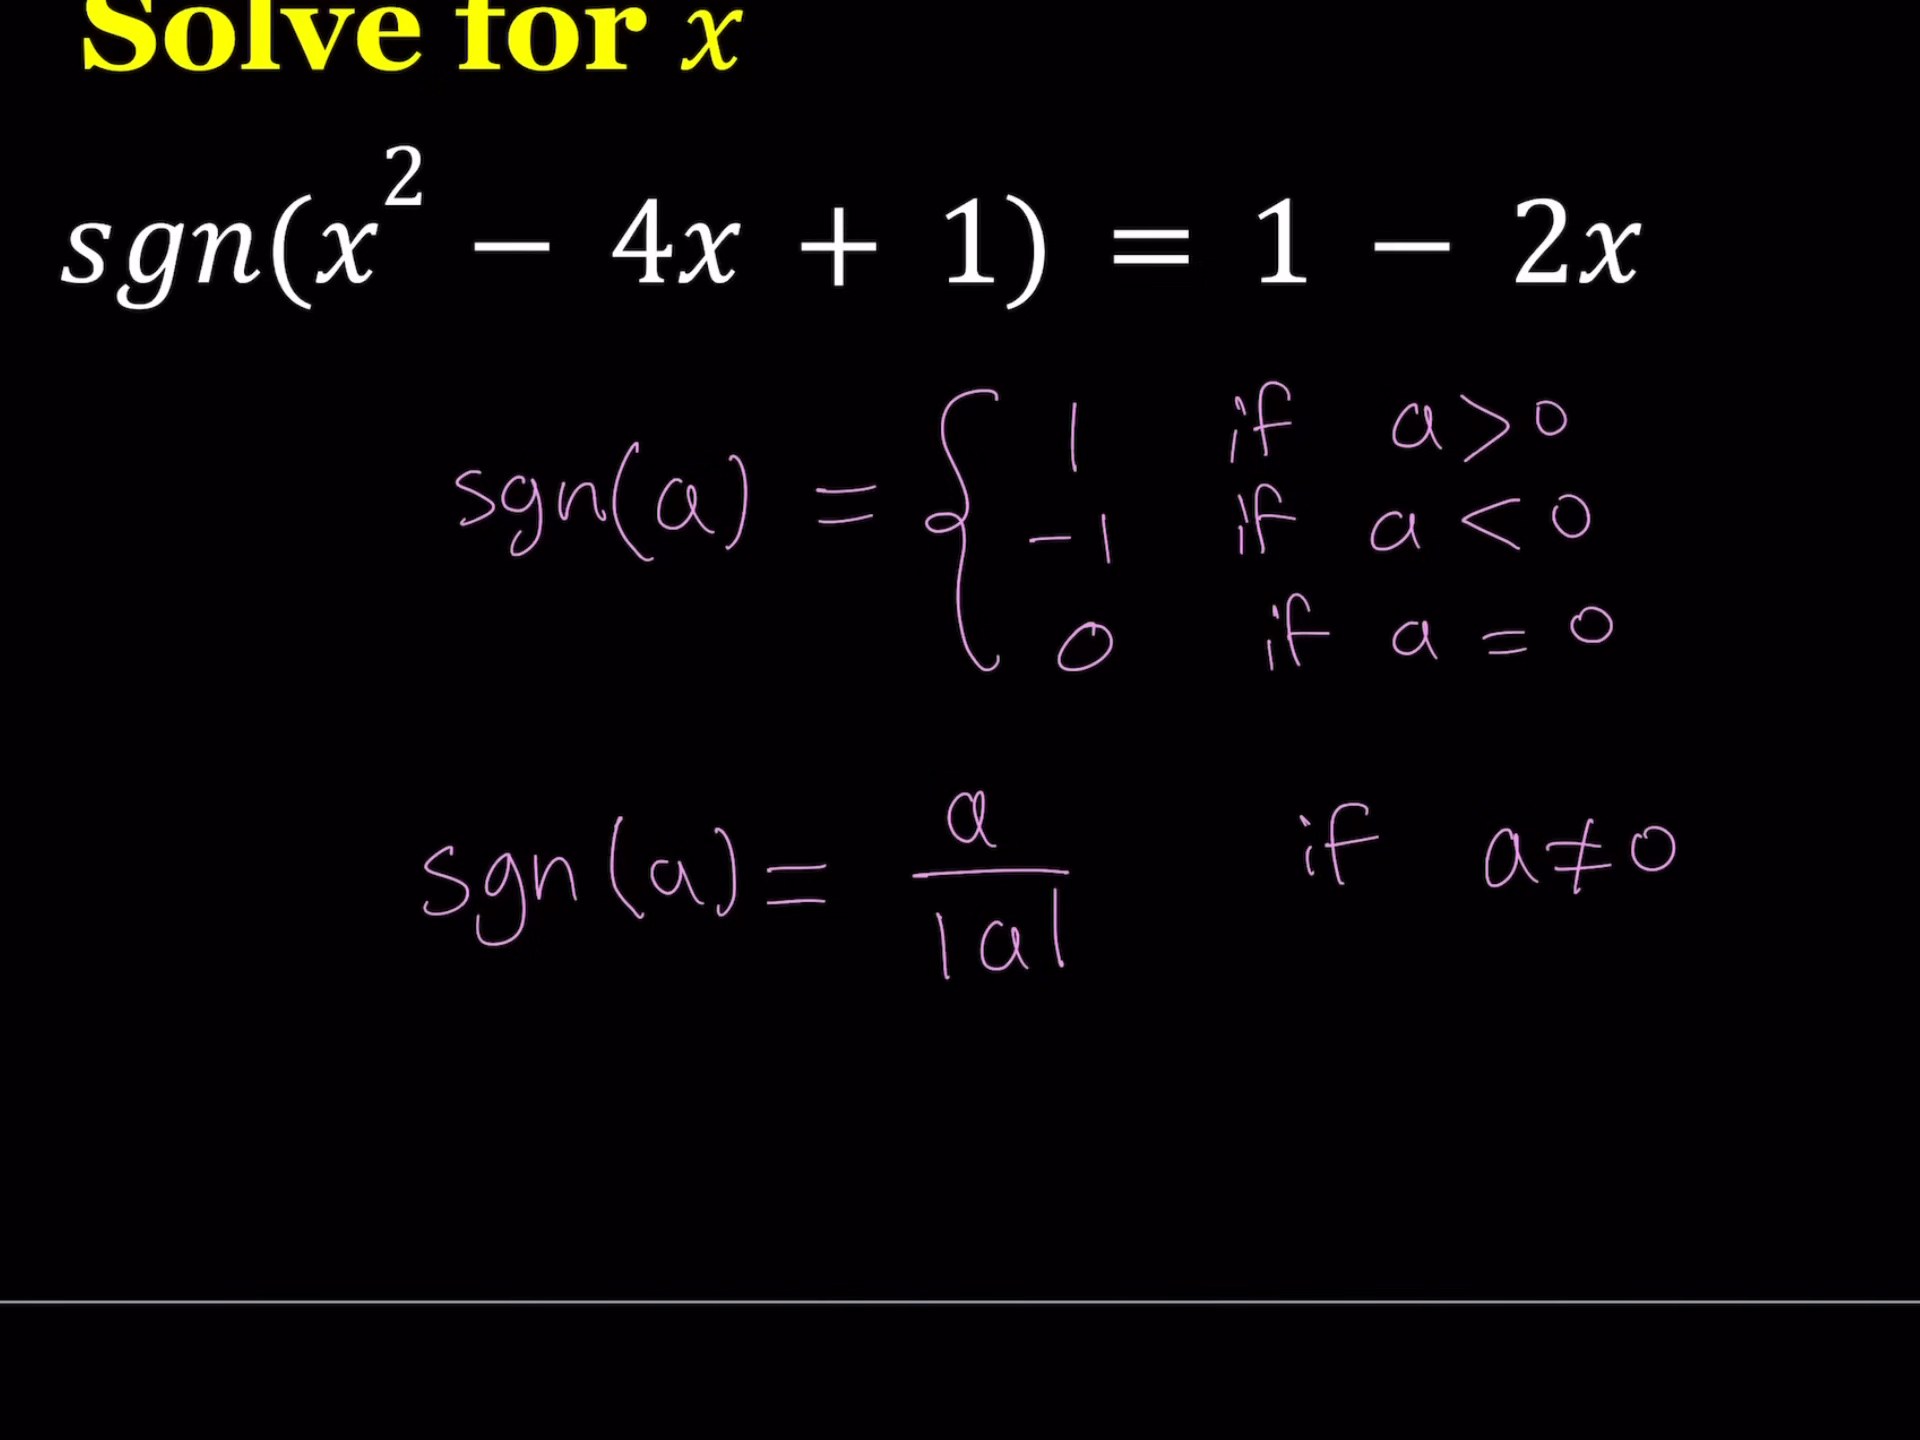 Solve for x
sgn(x² − 4x + 1) = 1 − 2x
sgn(a) = { 1 if a > 0
-1 if a < 0
0 if a = 0
sgn(a) = a / |a| if a ≠ 0